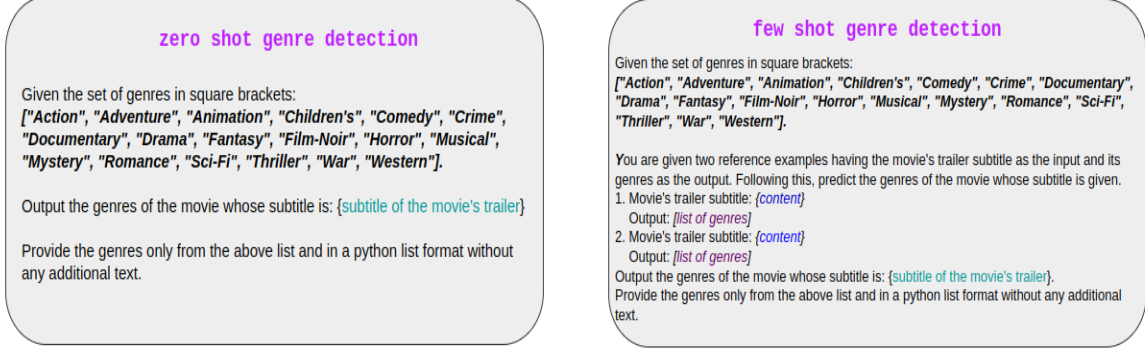 zero shot genre detection
Given the set of genres in square brackets:
["Action", "Adventure", "Animation", "Children's", "Comedy", "Crime",
"Documentary", "Drama", "Fantasy", "Film-Noir", "Horror", "Musical",
"Mystery", "Romance", "Sci-Fi", "Thriller", "War", "Western"].
Output the genres of the movie whose subtitle is: {subtitle of the movie's trailer}
Provide the genres only from the above list and in a python list format without
any additional text.
few shot genre detection
Given the set of genres in square brackets:
["Action", "Adventure", "Animation", "Children's", "Comedy", "Crime", "Documentary",
"Drama", "Fantasy", "Film-Noir", "Horror", "Musical", "Mystery", "Romance", "Sci-Fi",
"Thriller", "War", "Western"].
You are given two reference examples having the movie's trailer subtitle as the input and its
genres as the output. Following this, predict the genres of the movie whose subtitle is given.
1. Movie's trailer subtitle: {content}
Output: [list of genres]
2. Movie's trailer subtitle: {content}
Output: [list of genres]
Output the genres of the movie whose subtitle is: {subtitle of the movie's trailer}.
Provide the genres only from the above list and in a python list format without any additional
text.